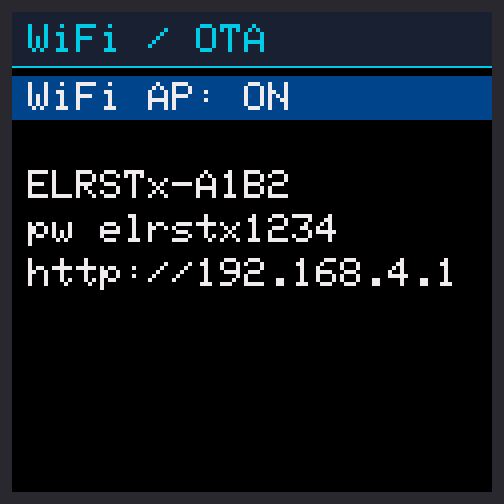 WiFi / OTA
WiFi AP: ON
ELRSTx-A1B2
pw elrstx1234
http://192.168.4.1